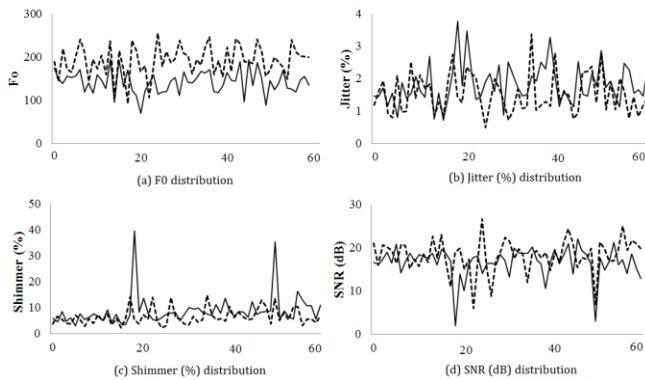 300
200
100
0
Fo
0 20 40 60
(a) F0 distribution
4
3
2
1
0
Jitter (%)
0 20 40 60
(b) Jitter (%) distribution
50
40
30
20
10
0
Shimmer (%)
0 20 40 60
(c) Shimmer (%) distribution
30
20
10
0
SNR (dB)
0 20 40 60
(d) SNR (dB) distribution